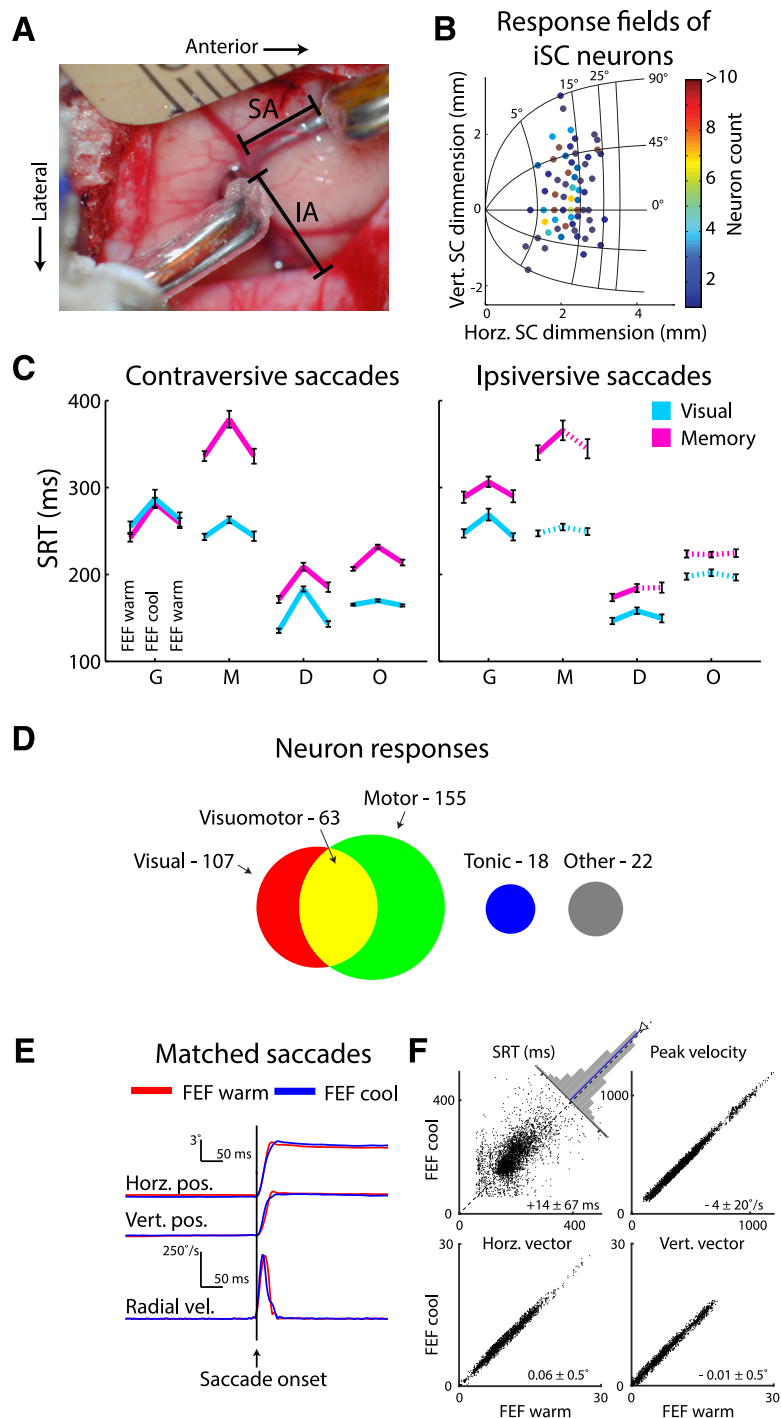 A
Anterior
Lateral
SA
IA
B
Response fields of
iSC neurons
5°
15°
25°
90°
45°
0°
2
0
-2
Vert. SC dimmension (mm)
0
2
4
Horz. SC dimmension (mm)
>10
8
6
4
2
Neuron count
C
Contraversive saccades
Ipsiversive saccades
Visual
Memory
400
300
200
100
SRT (ms)
FEF warm
FEF cool
FEF warm
G
M
D
O
G
M
D
O
D
Neuron responses
Motor - 155
Visuomotor - 63
Visual - 107
Tonic - 18
Other - 22
E
Matched saccades
FEF warm
FEF cool
3°
50 ms
Horz. pos.
Vert. pos.
250°/s
50 ms
Radial vel.
Saccade onset
F
SRT (ms)
Peak velocity
400
0
FEF cool
+14 ± 67 ms
0
400
1000
0
- 4 ± 20°/s
0
1000
Horz. vector
Vert. vector
30
0
FEF cool
0.06 ± 0.5°
0
30
30
0
- 0.01 ± 0.5°
0
30
FEF warm